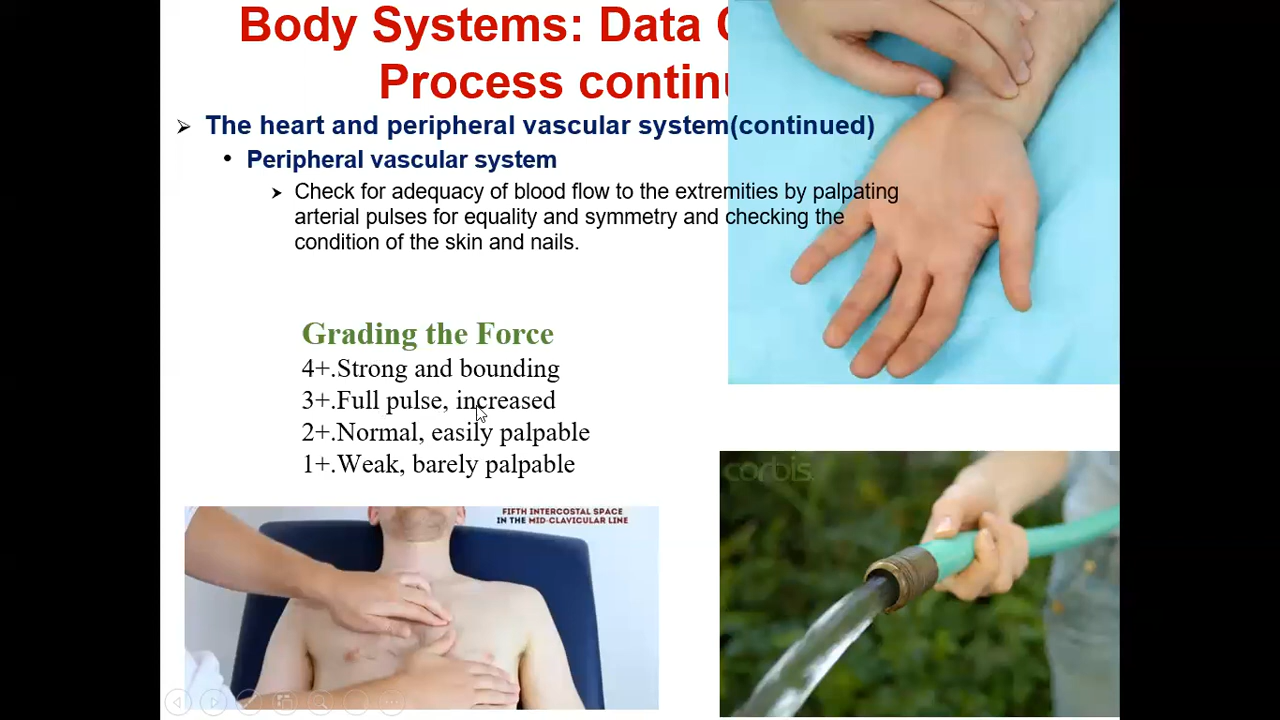 Body Systems: Data
Process
The heart and peripheral vascular system(continued)
Peripheral vascular system
Check for adequacy of blood flow to the extremities by palpating
arterial pulses for equality and symmetry and checking the
condition of the skin and nails.
Grading the Force
4+.Strong and bounding
3+.Full pulse, increased
2+.Normal, easily palpable
1+.Weak, barely palpable
FIFTH INTERCOSTAL SPACE
IN THE MID-CLAVICULAR LINE
corbis.